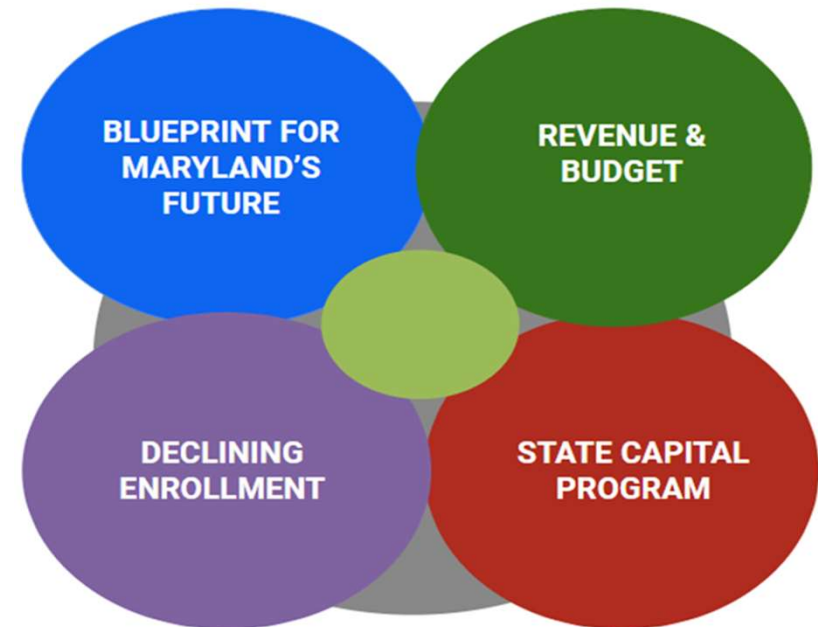 BLUEPRINT FOR
MARYLAND'S
FUTURE
REVENUE &
BUDGET
DECLINING
ENROLLMENT
STATE CAPITAL
PROGRAM